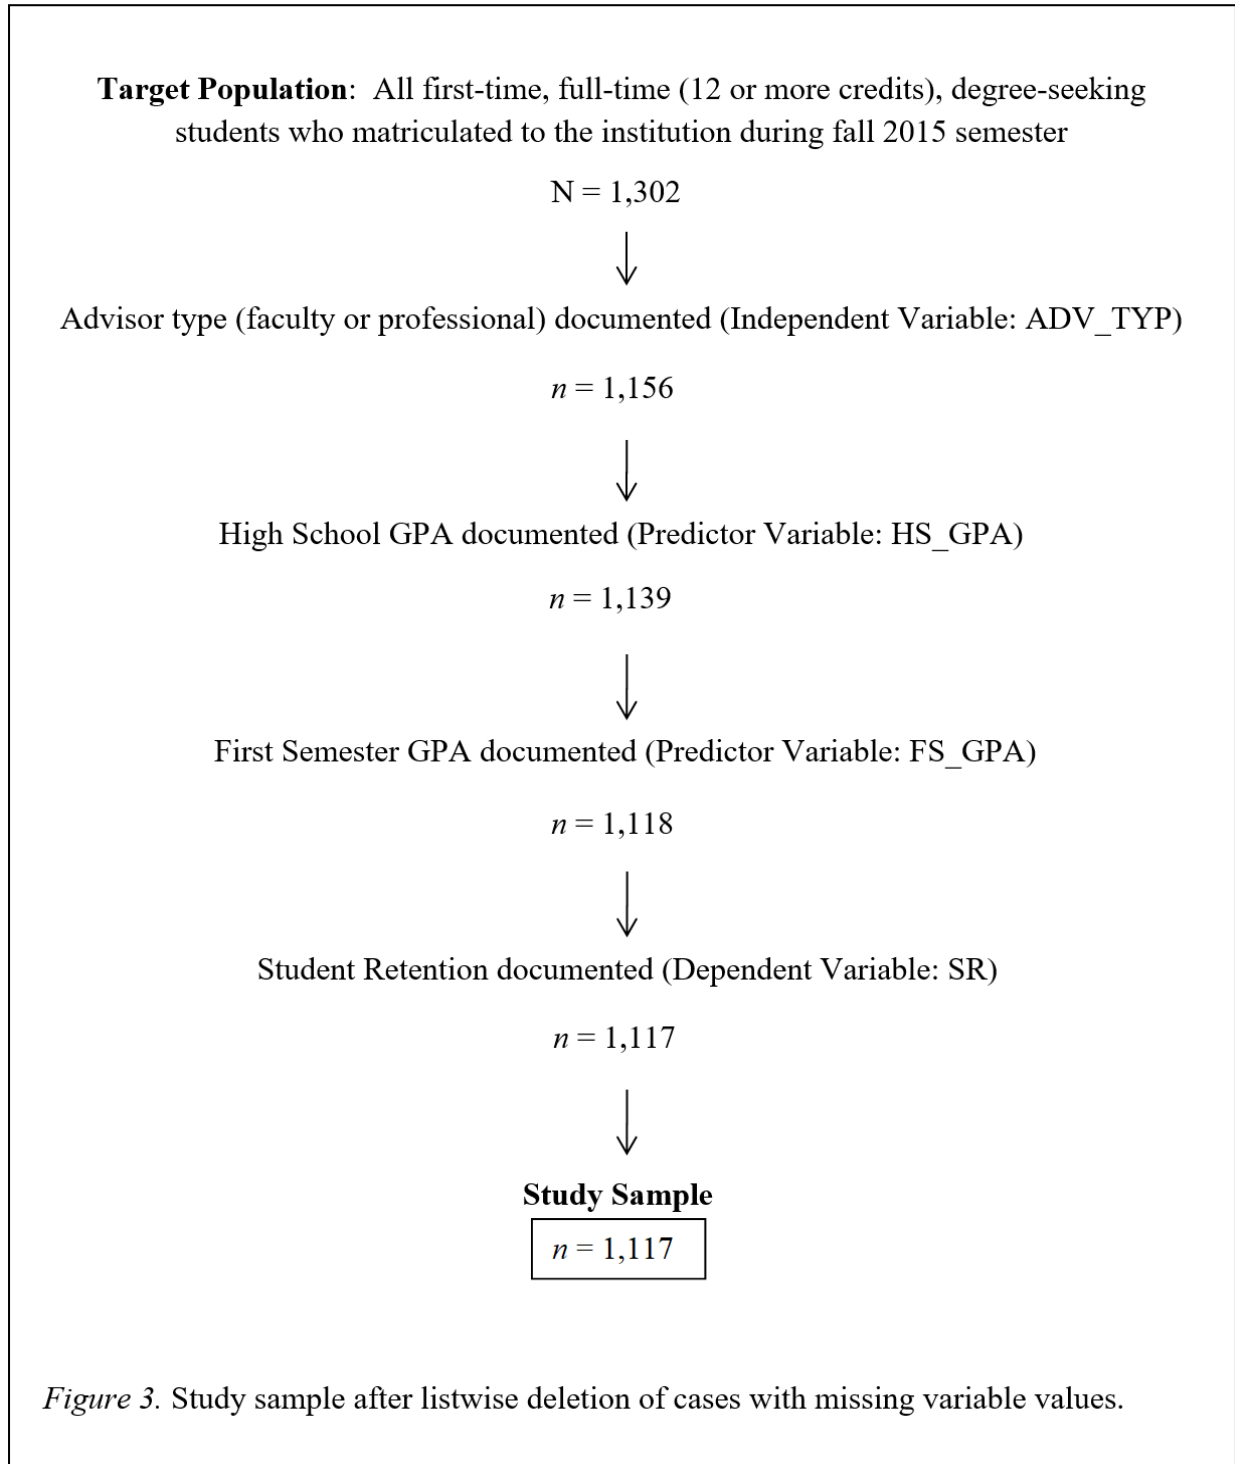 Target Population: All first-time, full-time (12 or more credits), degree-seeking
students who matriculated to the institution during fall 2015 semester
N = 1,302
Advisor type (faculty or professional) documented (Independent Variable: ADV_TYP)
n = 1,156
High School GPA documented (Predictor Variable: HS_GPA)
n = 1,139
First Semester GPA documented (Predictor Variable: FS_GPA)
n = 1,118
Student Retention documented (Dependent Variable: SR)
n = 1,117
Study Sample
n = 1,117
Figure 3. Study sample after listwise deletion of cases with missing variable values.